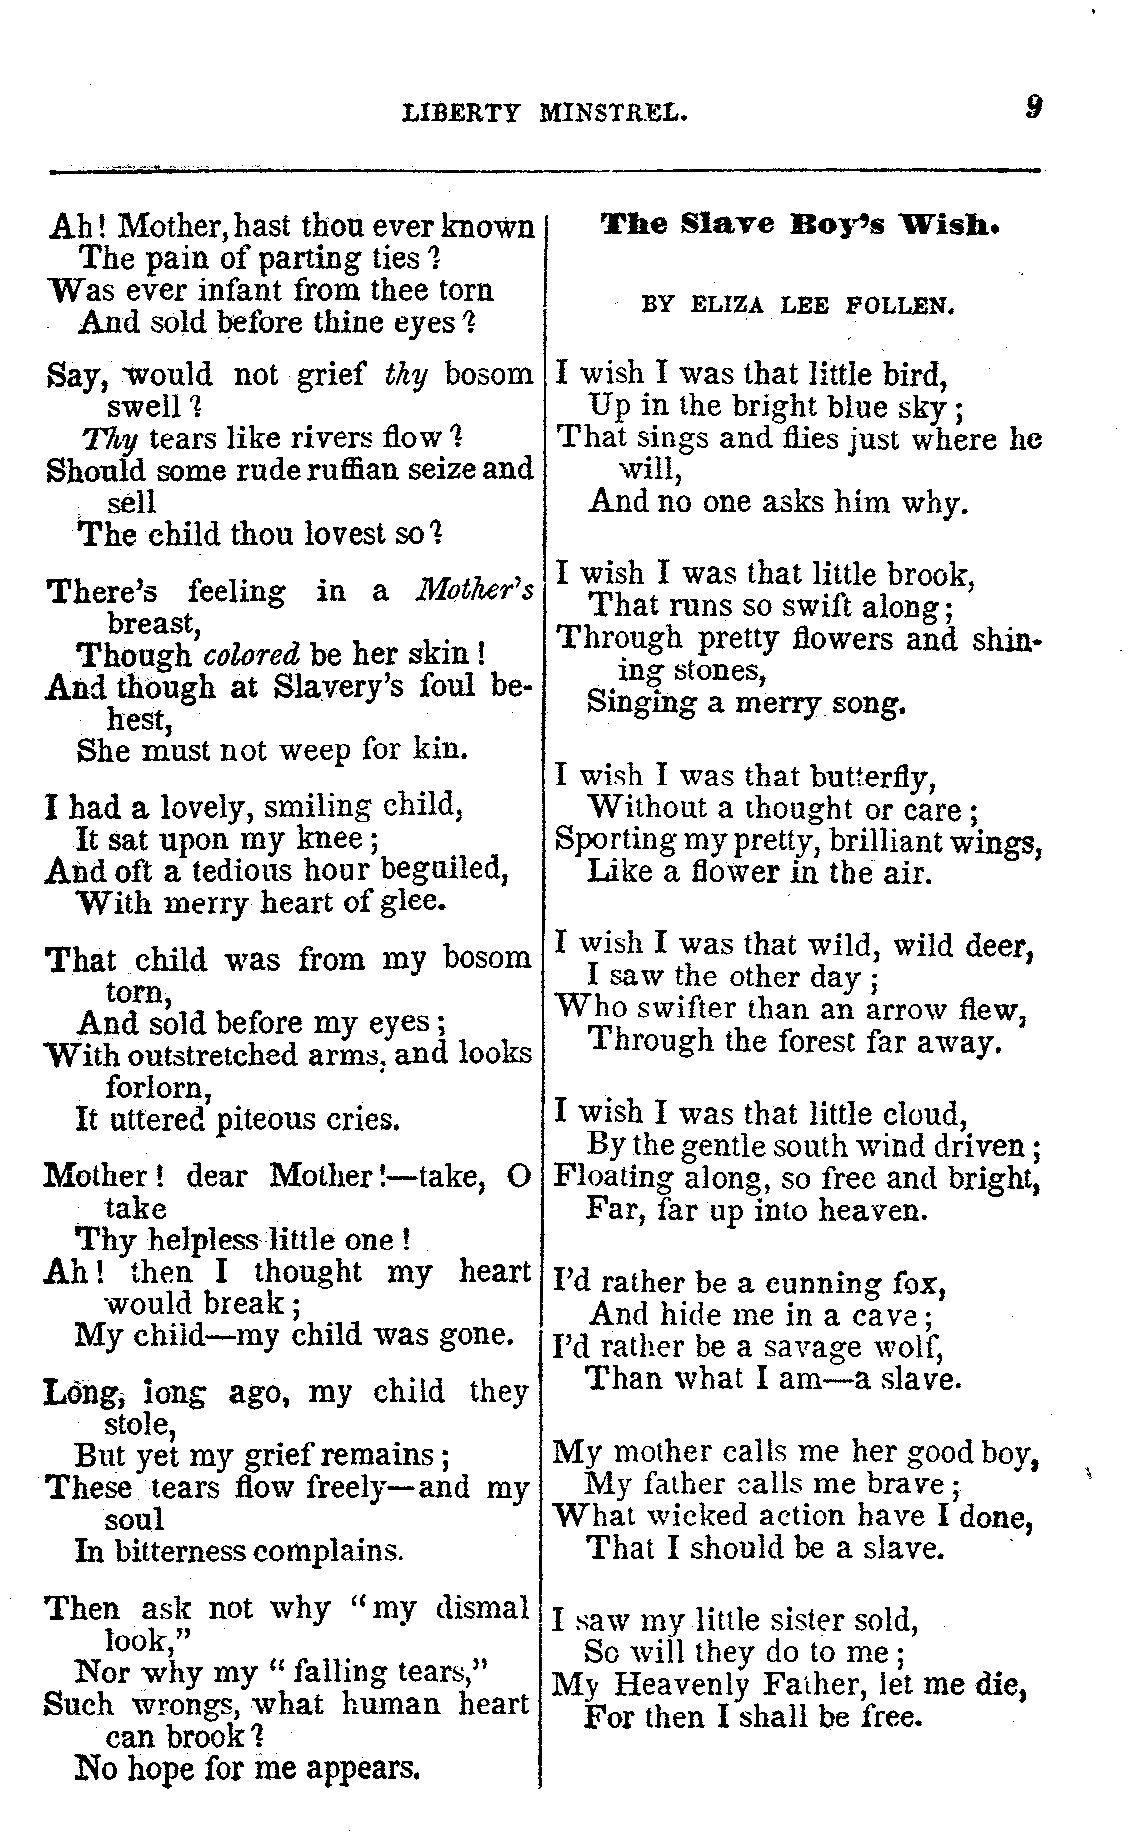 LIBERTY MINSTREL. 9
Ah! Mother, hast thou ever known
The pain of parting ties?
Was ever infant from thee torn
And sold before thine eyes?
Say, would not grief thy bosom
swell?
Thy tears like rivers flow?
Should some rude ruffian seize and
sell
The child thou lovest so?
There's feeling in a Mother's
breast,
Though colored be her skin!
And though at Slavery's foul be-
hest,
She must not weep for kin.
I had a lovely, smiling child,
It sat upon my knee;
And oft a tedious hour beguiled,
With merry heart of glee.
That child was from my bosom
torn,
And sold before my eyes;
With outstretched arms, and looks
forlorn,
It uttered piteous cries.
Mother! dear Mother!—take, O
take
Thy helpless little one!
Ah! then I thought my heart
would break;
My child—my child was gone.
Long, long ago, my child they
stole,
But yet my grief remains;
These tears flow freely—and my
soul
In bitterness complains.
Then ask not why "my dismal
look,"
Nor why my "falling tears,"
Such wrongs, what human heart
can brook?
No hope for me appears.
The Slave Boy's Wish.
BY ELIZA LEE FOLLEN.
I wish I was that little bird,
Up in the bright blue sky;
That sings and flies just where he
will,
And no one asks him why.
I wish I was that little brook,
That runs so swift along;
Through pretty flowers and shin-
ing stones,
Singing a merry song.
I wish I was that butterfly,
Without a thought or care;
Sporting my pretty, brilliant wings,
Like a flower in the air.
I wish I was that wild, wild deer,
I saw the other day;
Who swifter than an arrow flew,
Through the forest far away.
I wish I was that little cloud,
By the gentle south wind driven;
Floating along, so free and bright,
Far, far up into heaven.
I'd rather be a cunning fox,
And hide me in a cave;
I'd rather be a savage wolf,
Than what I am—a slave.
My mother calls me her good boy,
My father calls me brave;
What wicked action have I done,
That I should be a slave.
I saw my little sister sold,
So will they do to me;
My Heavenly Father, let me die,
For then I shall be free.